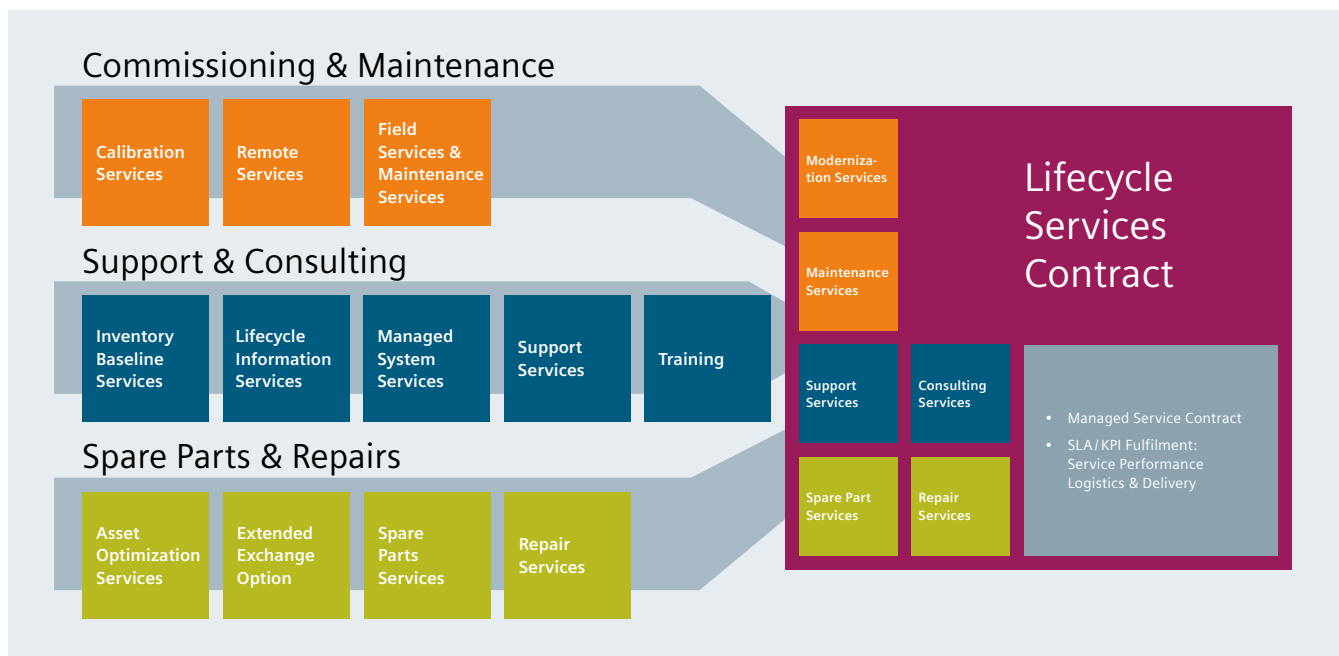 Commissioning & Maintenance
Calibration
Services
Remote
Services
Field
Services &
Maintenance
Services
Support & Consulting
Inventory
Baseline
Services
Lifecycle
Information
Services
Managed
System
Services
Support
Services
Training
Spare Parts & Repairs
Asset
Optimization
Services
Extended
Exchange
Option
Spare
Parts
Services
Repair
Services
Lifecycle
Services
Contract
Moderniza-
tion Services
Maintenance
Services
Support
Services
Consulting
Services
Spare Part
Services
Repair
Services
• Managed Service Contract
• SLA/KPI Fulfilment:
Service Performance
Logistics & Delivery